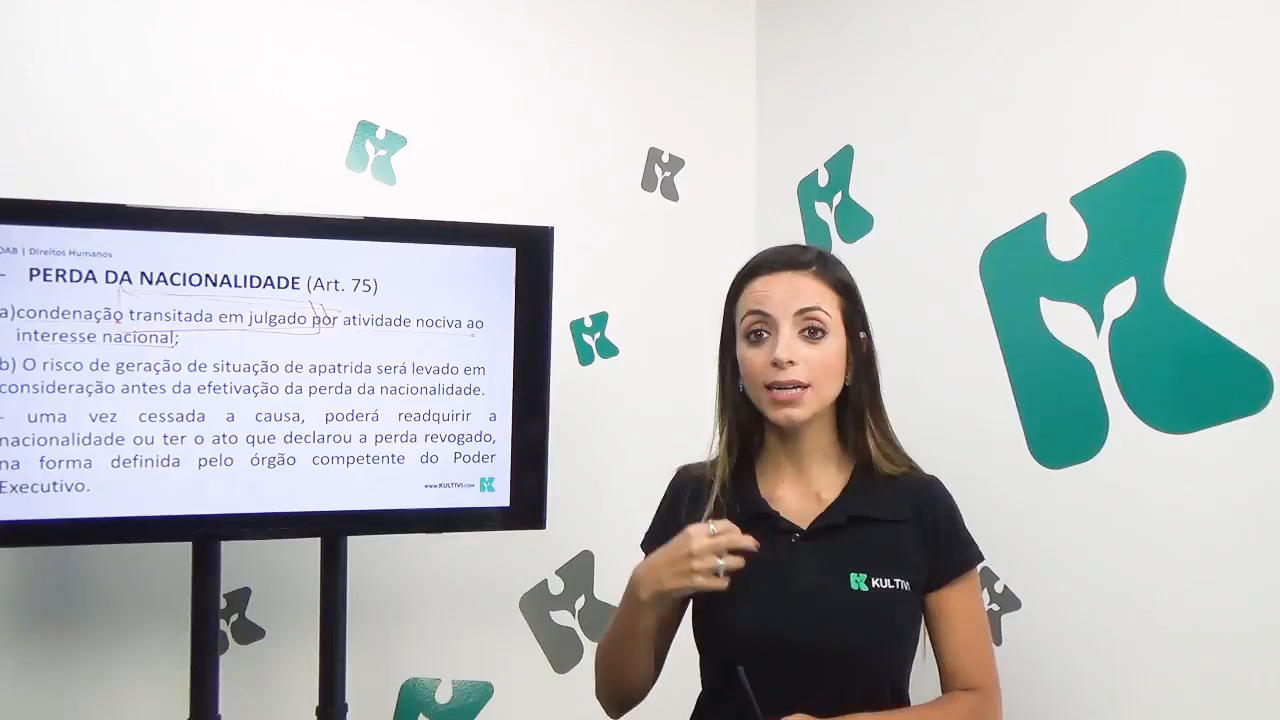 OAB | Direitos Humanos
- PERDA DA NACIONALIDADE (Art. 75)
a)condenação transitada em julgado por atividade nociva ao
interesse nacional;
b) O risco de geração de situação de apatrida será levado em
consideração antes da efetivação da perda da nacionalidade.
- uma vez cessada a causa, poderá readquirir a
nacionalidade ou ter o ato que declarou a perda revogado,
na forma definida pelo órgão competente do Poder
Executivo.
www.KULTIVI.COM
KULTIVI